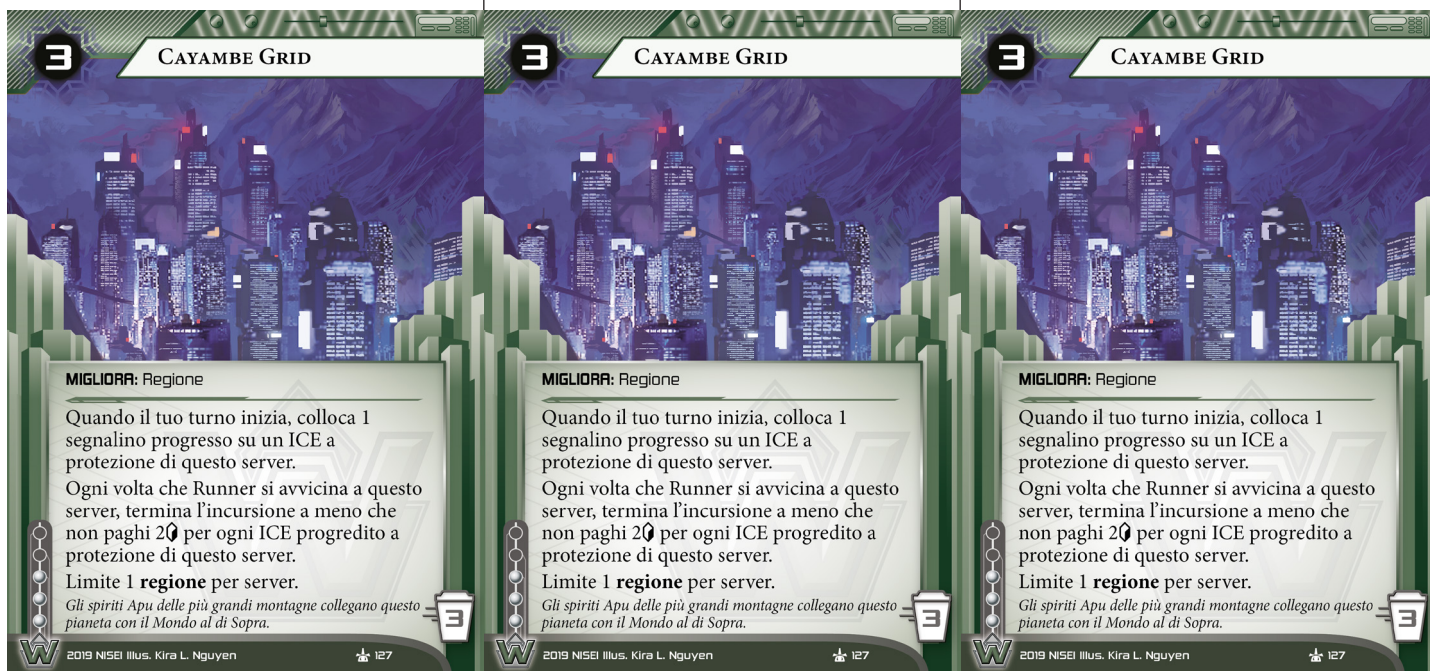 3
CAYAMBE GRID
MIGLIORA: Regione
Quando il tuo turno inizia, colloca 1
segnalino progresso su un ICE a
protezione di questo server.
Ogni volta che Runner si avvicina a questo
server, termina l'incursione a meno che
non paghi 2 per ogni ICE progredito a
protezione di questo server.
Limite 1 regione per server.
Gli spiriti Apu delle più grandi montagne collegano questo
pianeta con il Mondo al di Sopra.
3
W
2019 NISEI Illus. Kira L. Nguyen
127
3
CAYAMBE GRID
MIGLIORA: Regione
Quando il tuo turno inizia, colloca 1
segnalino progresso su un ICE a
protezione di questo server.
Ogni volta che Runner si avvicina a questo
server, termina l'incursione a meno che
non paghi 2 per ogni ICE progredito a
protezione di questo server.
Limite 1 regione per server.
Gli spiriti Apu delle più grandi montagne collegano questo
pianeta con il Mondo al di Sopra.
3
W
2019 NISEI Illus. Kira L. Nguyen
127
3
CAYAMBE GRID
MIGLIORA: Regione
Quando il tuo turno inizia, colloca 1
segnalino progresso su un ICE a
protezione di questo server.
Ogni volta che Runner si avvicina a questo
server, termina l'incursione a meno che
non paghi 2 per ogni ICE progredito a
protezione di questo server.
Limite 1 regione per server.
Gli spiriti Apu delle più grandi montagne collegano questo
pianeta con il Mondo al di Sopra.
3
W
2019 NISEI Illus. Kira L. Nguyen
127